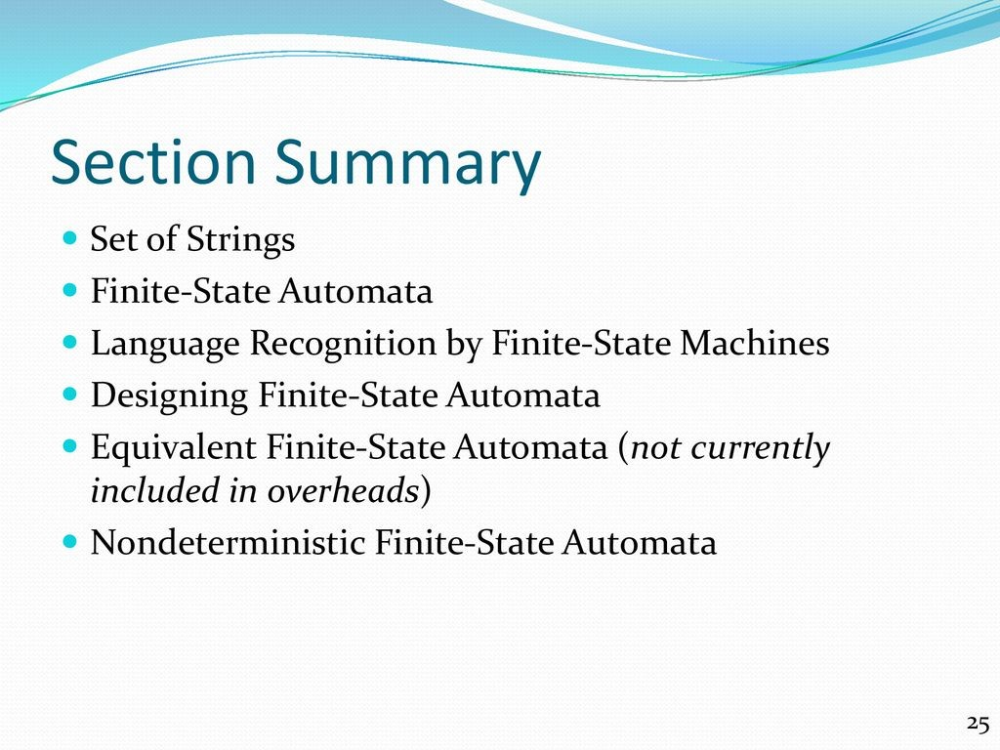 Section Summary
• Set of Strings
• Finite-State Automata
• Language Recognition by Finite-State Machines
• Designing Finite-State Automata
• Equivalent Finite-State Automata (not currently
included in overheads)
• Nondeterministic Finite-State Automata
25